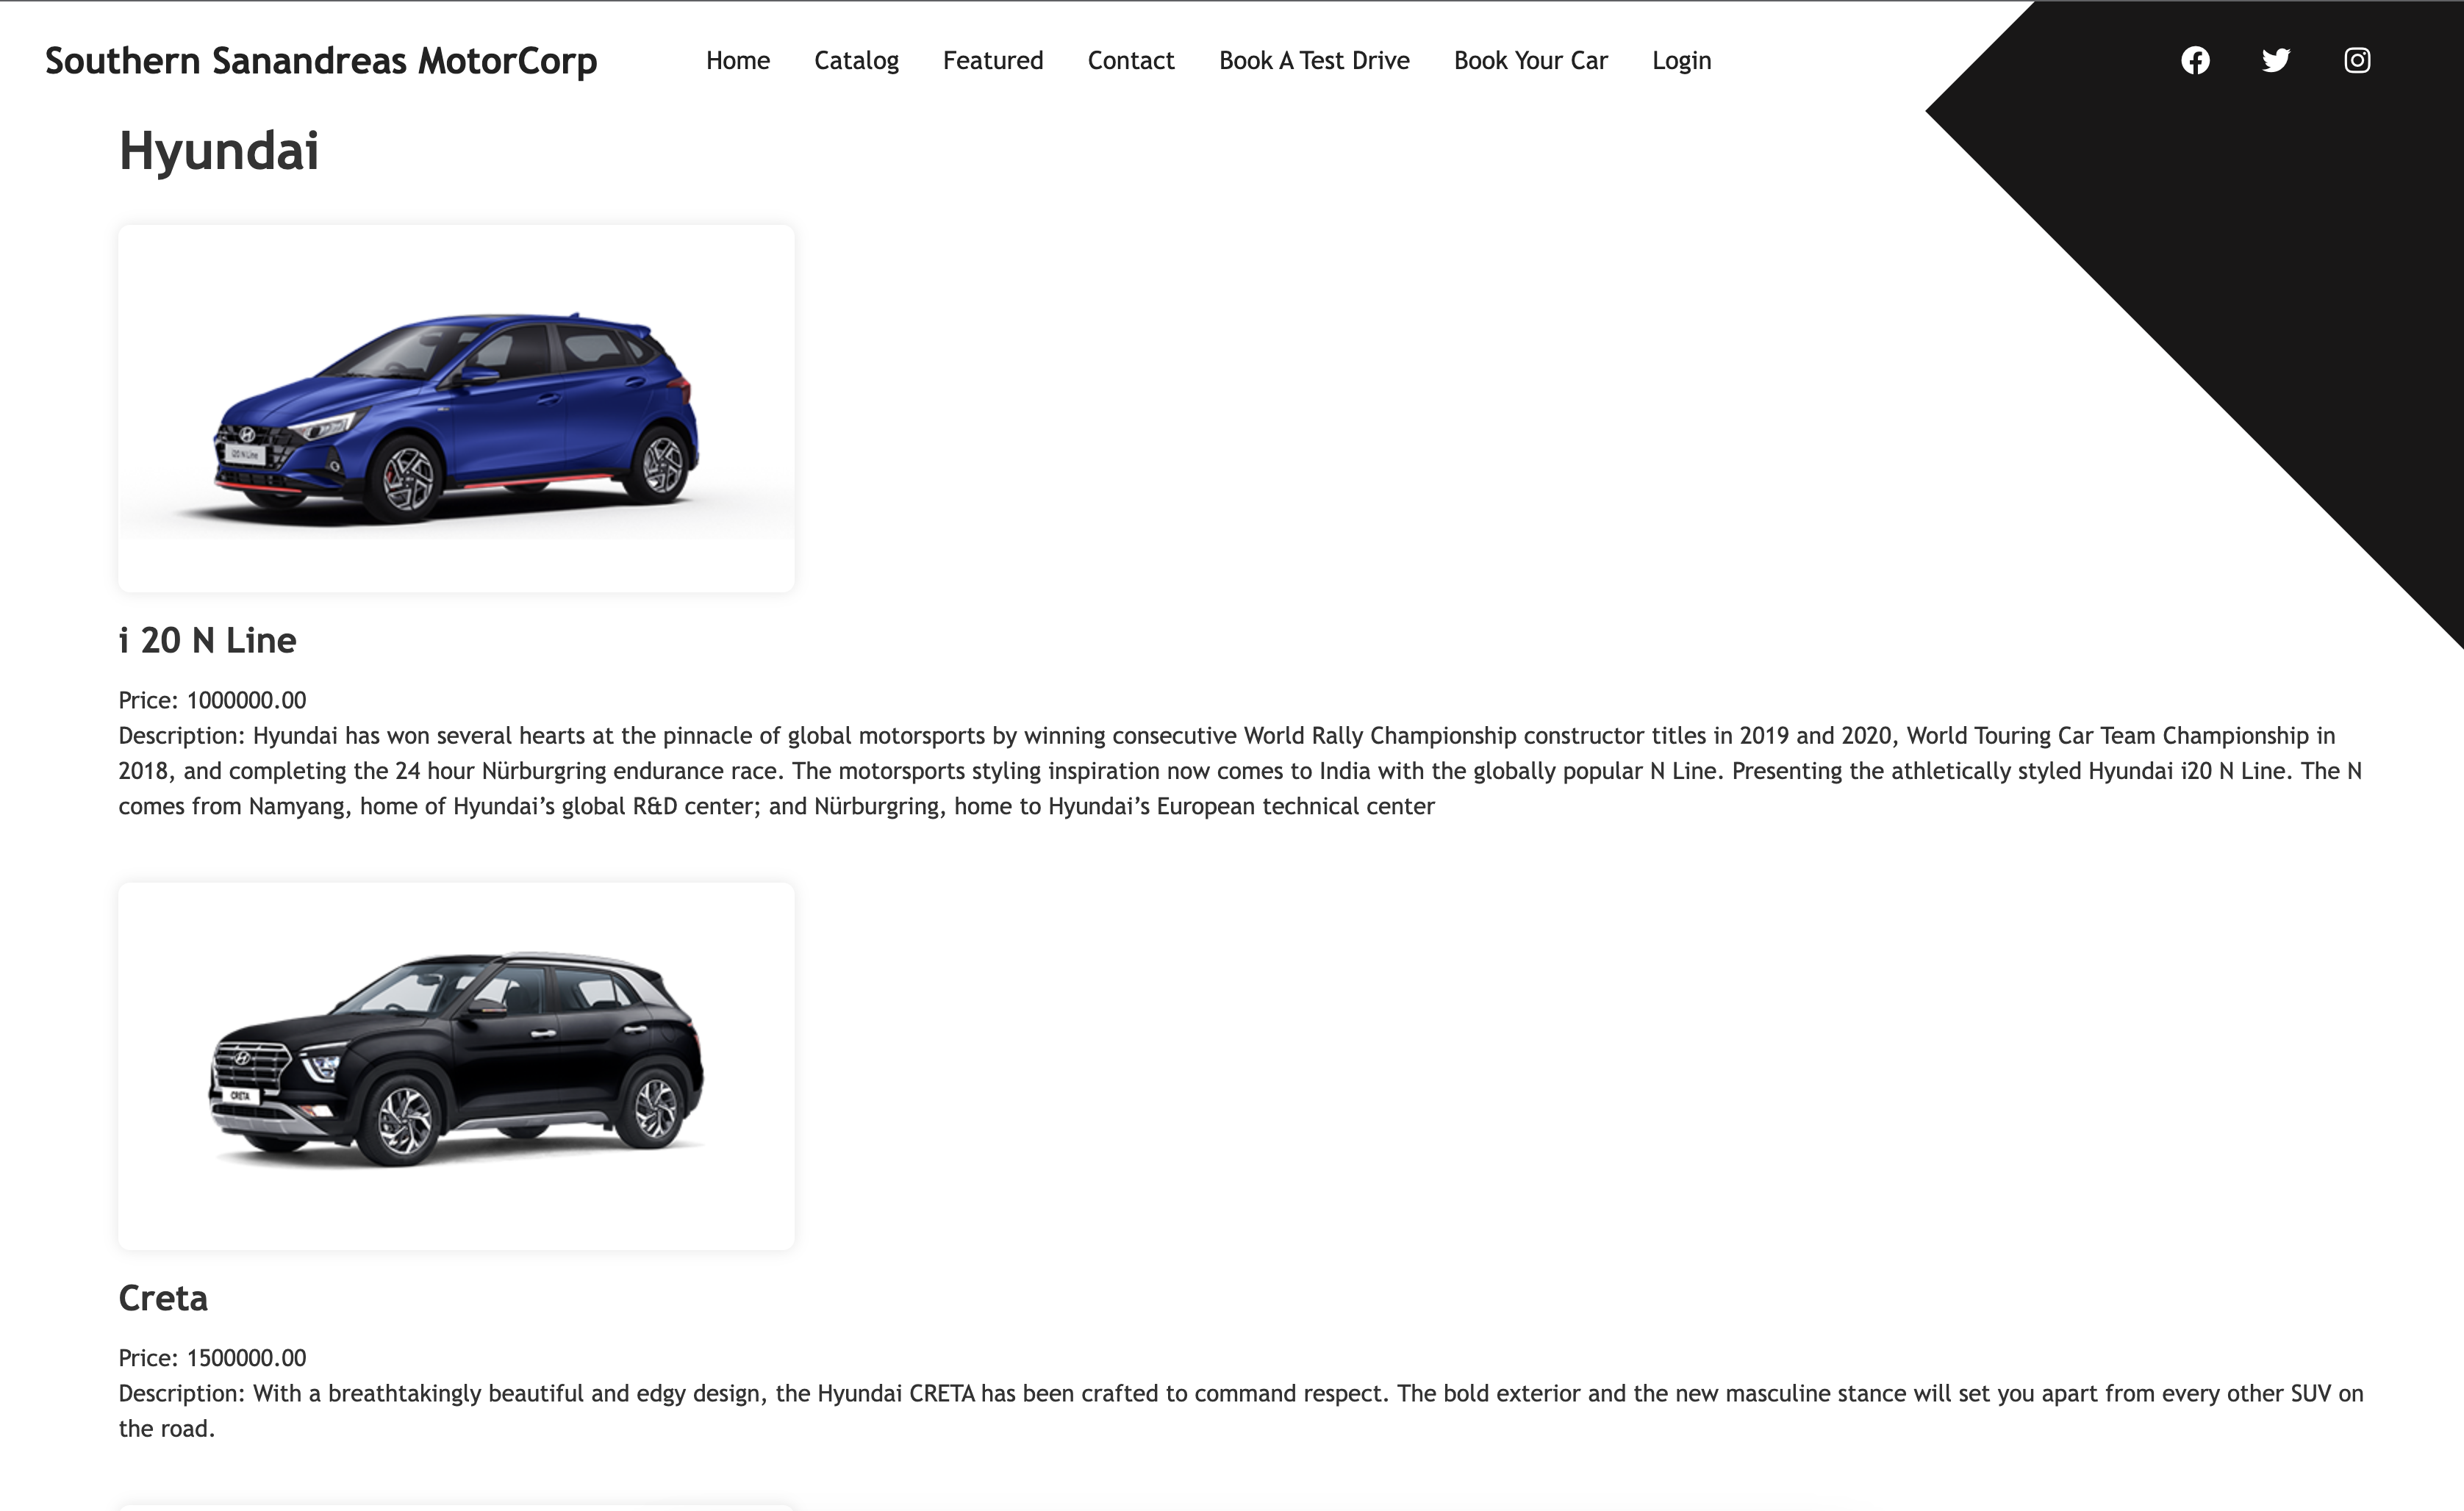 Southern Sanandreas MotorCorp
Home Catalog Featured Contact Book A Test Drive Book Your Car Login
Hyundai
i20 N Line
i 20 N Line
Price: 1000000.00
Description: Hyundai has won several hearts at the pinnacle of global motorsports by winning consecutive World Rally Championship constructor titles in 2019 and 2020, World Touring Car Team Championship in
2018, and completing the 24 hour Nürburgring endurance race. The motorsports styling inspiration now comes to India with the globally popular N Line. Presenting the athletically styled Hyundai i20 N Line. The N
comes from Namyang, home of Hyundai’s global R&D center; and Nürburgring, home to Hyundai’s European technical center
CRETA
Creta
Price: 1500000.00
Description: With a breathtakingly beautiful and edgy design, the Hyundai CRETA has been crafted to command respect. The bold exterior and the new masculine stance will set you apart from every other SUV on
the road.